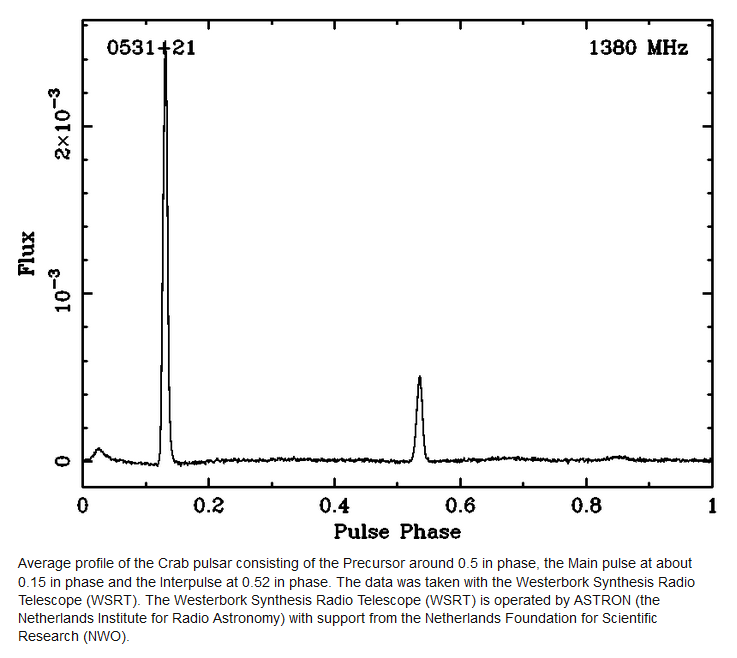 0531+21 1380 MHz
2×10⁻³
10⁻³
0
Flux
0 0.2 0.4 0.6 0.8 1
Pulse Phase
Average profile of the Crab pulsar consisting of the Precursor around 0.5 in phase, the Main pulse at about
0.15 in phase and the Interpulse at 0.52 in phase. The data was taken with the Westerbork Synthesis Radio
Telescope (WSRT). The Westerbork Synthesis Radio Telescope (WSRT) is operated by ASTRON (the
Netherlands Institute for Radio Astronomy) with support from the Netherlands Foundation for Scientific
Research (NWO).